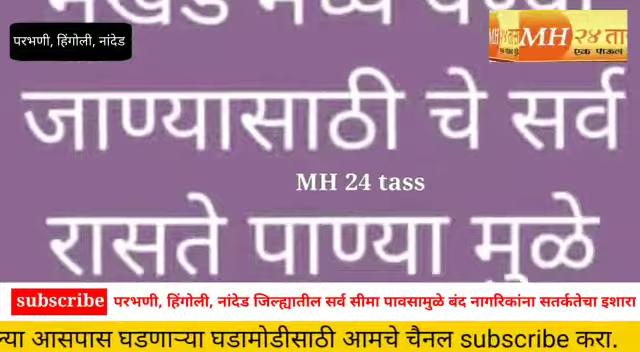 परभणी, हिंगोली, नांदेड
MH २४ ता
एक पाऊल
जाण्यासाठी चे सर्व
MH 24 tass
रासते पाण्या मुळे
subscribe परभणी, हिंगोली, नांदेड जिल्ह्यातील सर्व सीमा पावसामुळे बंद नागरिकांना सतर्कतेचा इशारा
ल्या आसपास घडणाऱ्या घडामोडीसाठी आमचे चैनल subscribe करा.